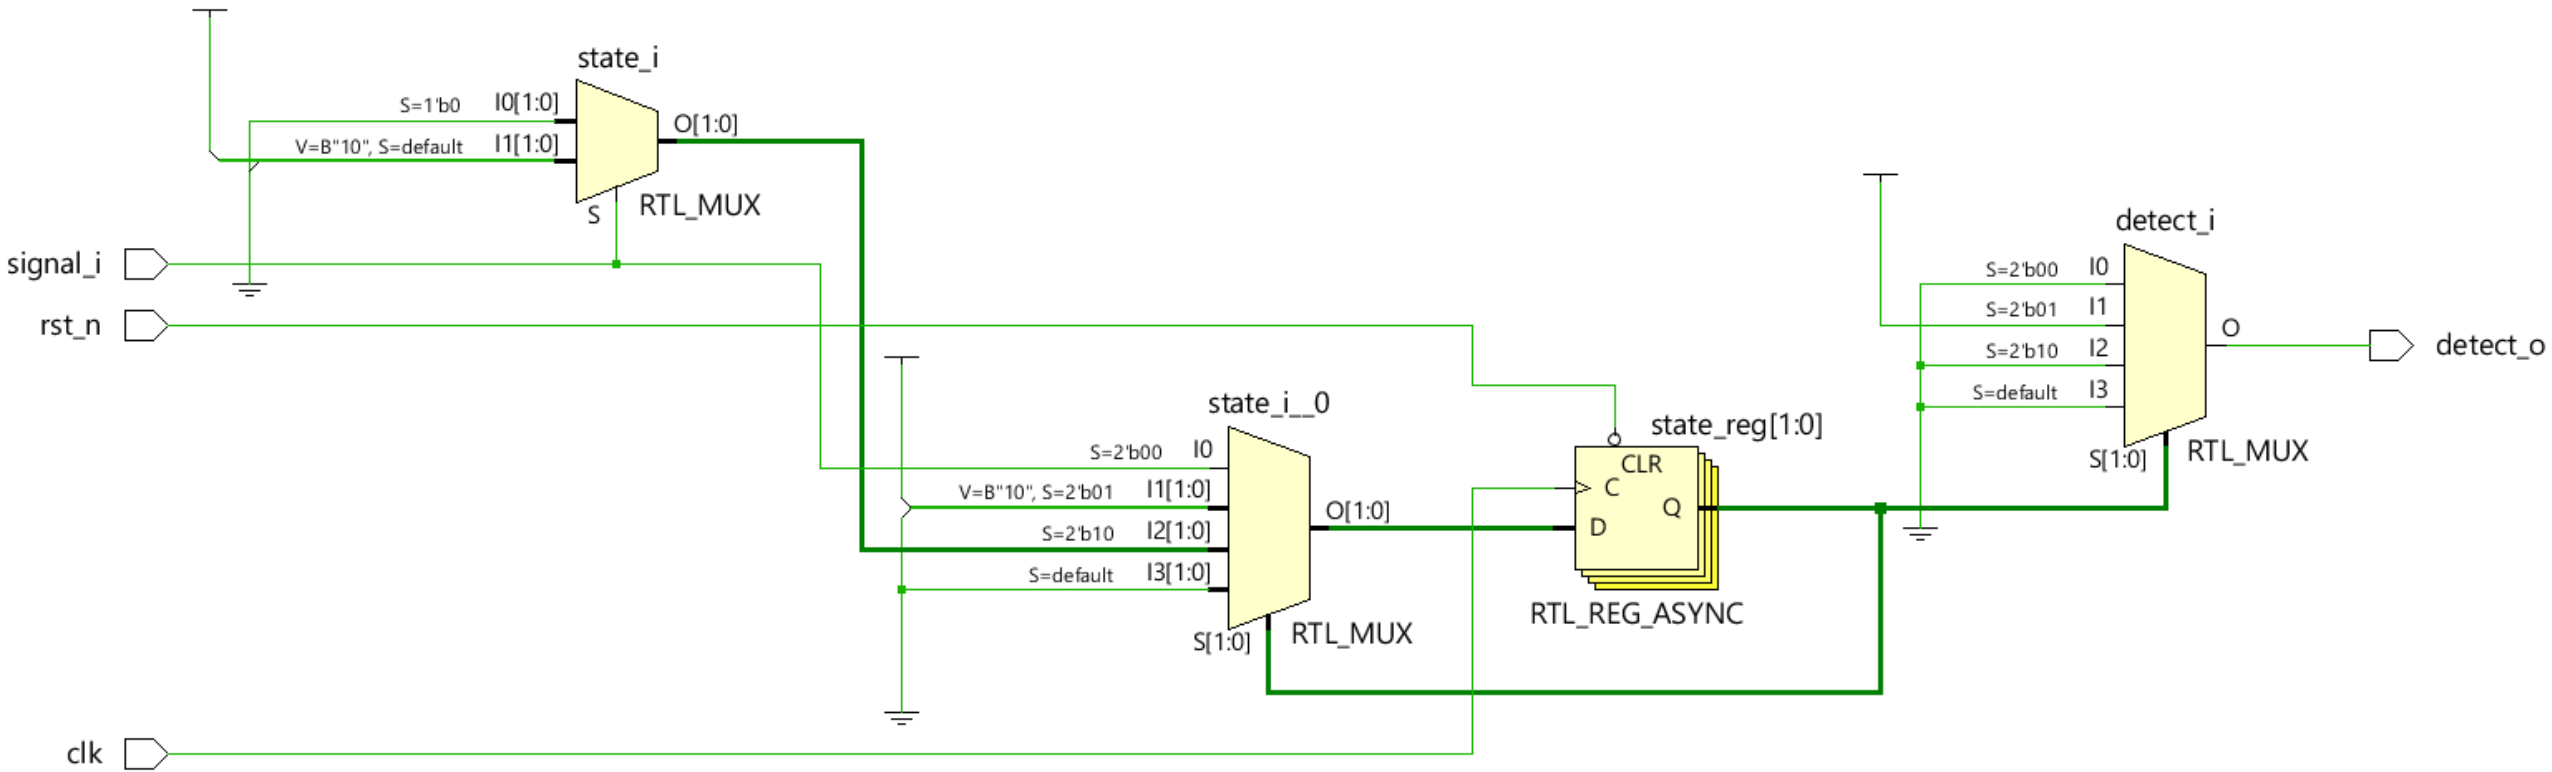 state_i
S=1'b0 I0[1:0]
V=B"10", S=default I1[1:0]
O[1:0]
S
RTL_MUX
signal_i
rst_n
detect_i
S=2'b00 I0
S=2'b01 I1
S=2'b10 I2
S=default I3
O
detect_o
S[1:0]
RTL_MUX
state_i__0
S=2'b00 I0
V=B"10", S=2'b01 I1[1:0]
S=2'b10 I2[1:0]
S=default I3[1:0]
O[1:0]
S[1:0]
RTL_MUX
state_reg[1:0]
CLR
C
Q
D
RTL_REG_ASYNC
clk